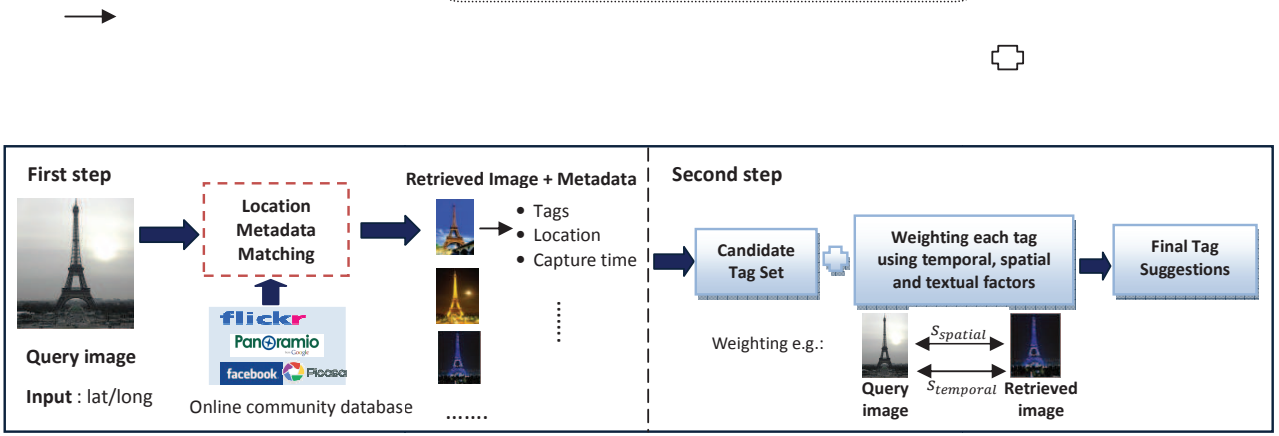 First step
Query image
Input : lat/long
Location
Metadata
Matching
flickr
Panoramio
Google
facebook Picasa
Online community database
Retrieved Image + Metadata
• Tags
• Location
• Capture time
.......
Second step
Candidate
Tag Set
Weighting each tag
using temporal, spatial
and textual factors
Final Tag
Suggestions
Weighting e.g.:
S_spatial
S_temporal
Query
image
Retrieved
image